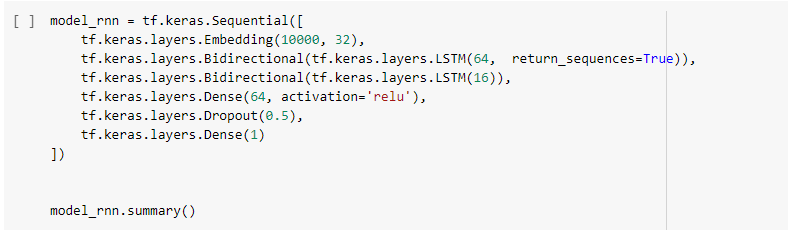 [ ] model_rnn = tf.keras.Sequential([
        tf.keras.layers.Embedding(10000, 32),
        tf.keras.layers.Bidirectional(tf.keras.layers.LSTM(64,  return_sequences=True)),
        tf.keras.layers.Bidirectional(tf.keras.layers.LSTM(16)),
        tf.keras.layers.Dense(64, activation='relu'),
        tf.keras.layers.Dropout(0.5),
        tf.keras.layers.Dense(1)
    ])
    model_rnn.summary()